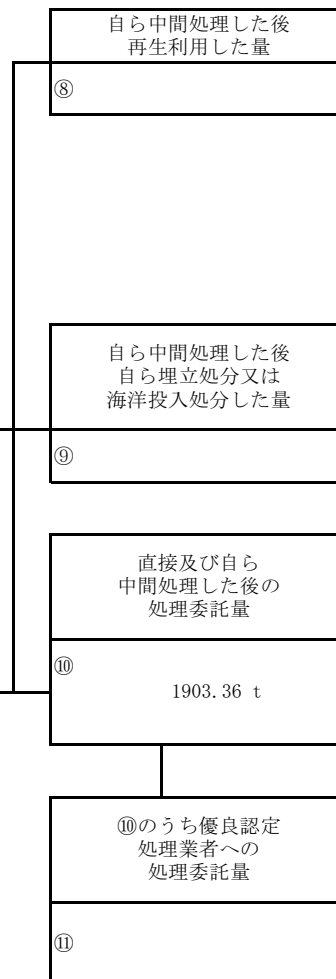 自ら中間処理した後
再生利用した量
⑧
自ら中間処理した後
自ら埋立処分又は
海洋投入処分した量
⑨
直接及び自ら
中間処理した後の
処理委託量
⑩
1903.36 t
⑩のうち優良認定
処理業者への
処理委託量
⑪